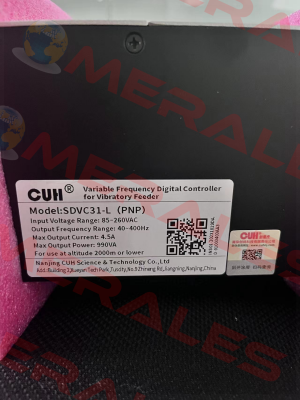 OMERALES
CUH®
Variable Frequency Digital Controller
for Vibratory Feeder
Model:SDVC31-L (PNP)
Input Voltage Range: 85-260VAC
Output Frequency Range: 40-400Hz
Max Output Current: 4.5A
Max Output Power: 990VA
For use at altitude 2000m or lower
Nanjing CUH Science & Technology Co.,Ltd
CUH